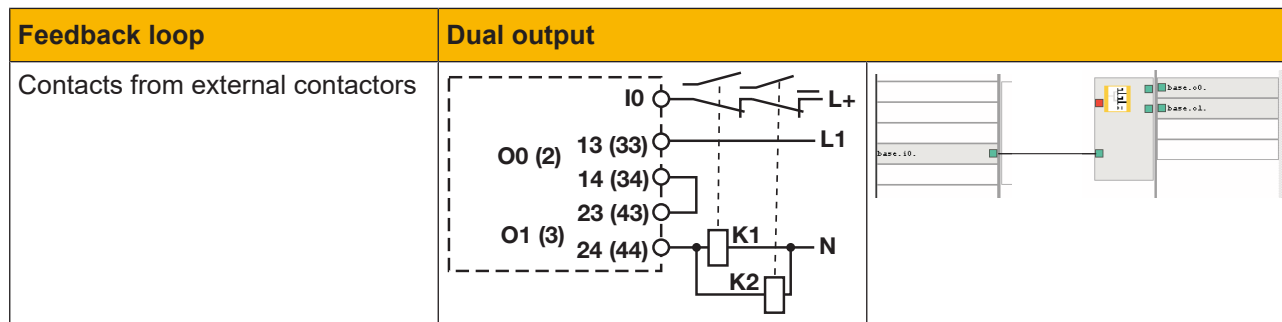 Feedback loop
Dual output
Contacts from external contactors
I0
L+
13 (33)
L1
O0 (2)
14 (34)
23 (43)
O1 (3)
24 (44)
K1
N
K2
base.i0.
base.o0.
base.o1.